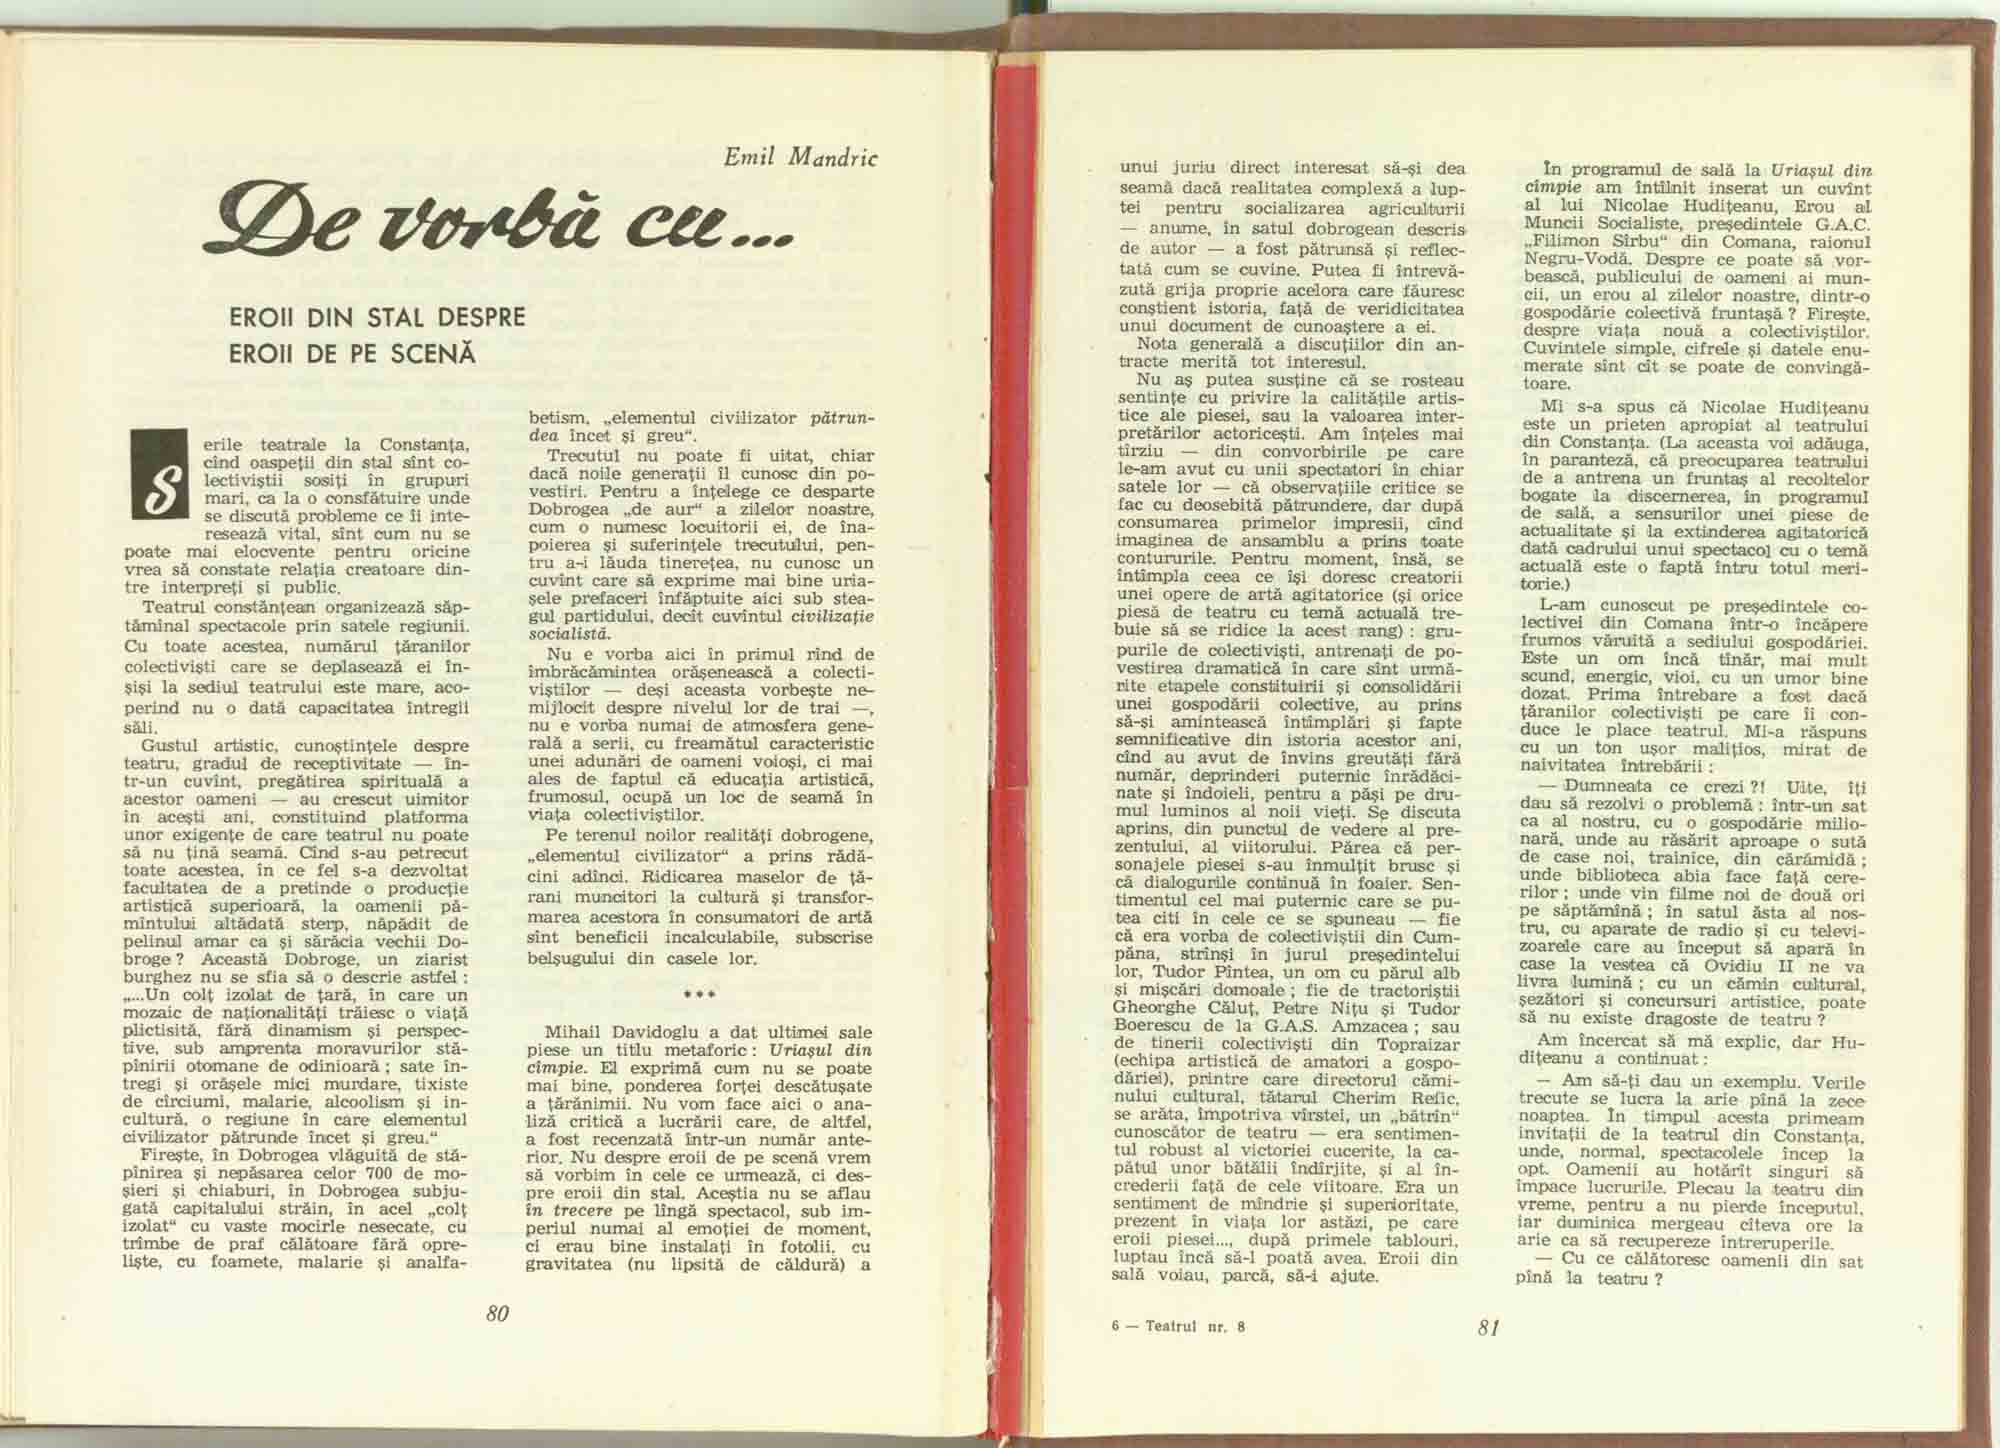 Emil Mandric
De vorbă cu...
EROII DIN STAL DESPRE
EROII DE PE SCENĂ
Serile teatrale la Constanța,
cînd oaspeții din stal sînt co-
lectiviștii sosiți în grupuri
mari, ca la o consfătuire unde
se discută probleme ce îi inte-
resează vital, sînt cum nu se
poate mai elocvente pentru oricine
vrea să constate relația creatoare din-
tre interpreți și public.
Teatrul constănțean organizează săp-
tămînal spectacole prin satele regiunii.
Cu toate acestea, numărul țăranilor
colectiviști care se deplasează ei în-
șiși la sediul teatrului este mare, aco-
perind nu o dată capacitatea întregii
săli.
Gustul artistic, cunoștințele despre
teatru, gradul de receptivitate — în-
tr-un cuvînt, pregătirea spirituală a
acestor oameni — au crescut uimitor
în acești ani, constituind platforma
unor exigențe de care teatrul nu poate
să nu țină seamă. Cînd s-au petrecut
toate acestea, în ce fel s-a dezvoltat
facultatea de a pretinde o producție
artistică superioară, la oamenii pă-
mîntului altădată sterp, năpădit de
pelinul amar ca și sărăcia vechii Do-
broge ? Această Dobroge, un ziarist
burghez nu se sfia să o descrie astfel :
„...Un colț izolat de țară, în care un
mozaic de naționalități trăiesc o viață
plictisită, fără dinamism și perspec-
tive, sub amprenta moravurilor stă-
pînirii otomane de odinioară ; sate în-
tregi și orășele mici murdare, tixiste
de cîrciumi, malarie, alcoolism și in-
cultură, o regiune în care elementul
civilizator pătrunde încet și greu.“
Firește, în Dobrogea vlăguită de stă-
pînirea și nepăsarea celor 700 de mo-
șieri și chiaburi, în Dobrogea subju-
gată capitalului străin, în acel „colț
izolat“ cu vaste mocirle nesecate, cu
trîmbe de praf călătoare fără opre-
liște, cu foamete, malarie și analfa-
betism, „elementul civilizator pătrun-
dea încet și greu“.
Trecutul nu poate fi uitat, chiar
dacă noile generații îl cunosc din po-
vestiri. Pentru a înțelege ce desparte
Dobrogea „de aur“ a zilelor noastre,
cum o numesc locuitorii ei, de îna-
poierea și suferințele trecutului, pen-
tru a-i lăuda tinerețea, nu cunosc un
cuvînt care să exprime mai bine uria-
șele prefaceri înfăptuite aici sub stea-
gul partidului, decît cuvîntul civilizație
socialistă.
Nu e vorba aici în primul rînd de
îmbrăcămintea orășenească a colecti-
viștilor — deși aceasta vorbește ne-
mijlocit despre nivelul lor de trai —,
nu e vorba numai de atmosfera gene-
rală a serii, cu freamătul caracteristic
unei adunări de oameni voioși, ci mai
ales de faptul că educația artistică,
frumosul, ocupă un loc de seamă în
viața colectiviștilor.
Pe terenul noilor realități dobrogene,
„elementul civilizator“ a prins rădă-
cini adînci. Ridicarea maselor de ță-
rani muncitori la cultură și transfor-
marea acestora în consumatori de artă
sînt beneficii incalculabile, subscrise
belșugului din casele lor.
***
Mihail Davidoglu a dat ultimei sale
piese un titlu metaforic : Uriașul din
cîmpie. El exprimă cum nu se poate
mai bine, ponderea forței descătușate
a țărănimii. Nu vom face aici o ana-
liză critică a lucrării care, de altfel,
a fost recenzată într-un număr ante-
rior. Nu despre eroii de pe scenă vrem
să vorbim în cele ce urmează, ci des-
pre eroii din stal. Aceștia nu se aflau
în trecere pe lîngă spectacol, sub im-
periul numai al emoției de moment,
ci erau bine instalați în fotolii, cu
gravitatea (nu lipsită de căldură) a
80
unui juriu direct interesat să-și dea
seamă dacă realitatea complexă a lup-
tei pentru socializarea agriculturii
— anume, în satul dobrogean descris
de autor — a fost pătrunsă și reflec-
tată cum se cuvine. Putea fi întrevă-
zută grija proprie acelora care făuresc
conștient istoria, față de veridicitatea
unui document de cunoaștere a ei.
Nota generală a discuțiilor din an-
tracte merită tot interesul.
Nu aș putea susține că se rosteau
sentințe cu privire la calitățile artis-
tice ale piesei, sau la valoarea inter-
pretărilor actoricești. Am înțeles mai
tîrziu — din convorbirile pe care
le-am avut cu unii spectatori în chiar
satele lor — că observațiile critice se
fac cu deosebită pătrundere, dar după
consumarea primelor impresii, cînd
imaginea de ansamblu a prins toate
contururile. Pentru moment, însă, se
întîmpla ceea ce își doresc creatorii
unei opere de artă agitatorice (și orice
piesă de teatru cu temă actuală tre-
buie să se ridice la acest rang) : gru-
purile de colectiviști, antrenați de po-
vestirea dramatică în care sînt urmă-
rite etapele constituirii și consolidării
unei gospodării colective, au prins
să-și amintească întîmplări și fapte
semnificative din istoria acestor ani,
cînd au avut de învins greutăți fără
număr, deprinderi puternic înrădăci-
nate și îndoieli, pentru a păși pe dru-
mul luminos al noii vieți. Se discuta
aprins, din punctul de vedere al pre-
zentului, al viitorului. Părea că per-
sonajele piesei s-au înmulțit brusc și
că dialogurile continuă în foaier. Sen-
timentul cel mai puternic care se pu-
tea citi în cele ce se spuneau — fie
că era vorba de colectiviștii din Cum-
păna, strînși în jurul președintelui
lor, Tudor Pîntea, un om cu părul alb
și mișcări domoale ; fie de tractoriștii
Gheorghe Căluț, Petre Nițu și Tudor
Boerescu de la G.A.S. Amzacea ; sau
de tinerii colectiviști din Topraizar
(echipa artistică de amatori a gospo-
dăriei), printre care directorul cămi-
nului cultural, tătarul Cherim Refic,
se arăta, împotriva vîrstei, un „bătrîn“
cunoscător de teatru — era sentimen-
tul robust al victoriei cucerite, la ca-
pătul unor bătălii îndîrjite, și al în-
crederii față de cele viitoare. Era un
sentiment de mîndrie și superioritate,
prezent în viața lor astăzi, pe care
eroii piesei..., după primele tablouri,
luptau încă să-l poată avea. Eroii din
sală voiau, parcă, să-i ajute.
În programul de sală la Uriașul din
cîmpie am întîlnit inserat un cuvînt
al lui Nicolae Hudițeanu, Erou al
Muncii Socialiste, președintele G.A.C.
„Filimon Sîrbu“ din Comana, raionul
Negru-Vodă. Despre ce poate să vor-
bească, publicului de oameni ai mun-
cii, un erou al zilelor noastre, dintr-o
gospodărie colectivă fruntașă ? Firește,
despre viața nouă a colectiviștilor.
Cuvintele simple, cifrele și datele enu-
merate sînt cît se poate de convingă-
toare.
Mi s-a spus că Nicolae Hudițeanu
este un prieten apropiat al teatrului
din Constanța. (La aceasta voi adăuga,
în paranteză, că preocuparea teatrului
de a antrena un fruntaș al recoltelor
bogate la discernerea, în programul
de sală, a sensurilor unei piese de
actualitate și la extinderea agitatorică
dată cadrului unui spectacol cu o temă
actuală este o faptă întru totul meri-
torie.)
L-am cunoscut pe președintele co-
lectivei din Comana într-o încăpere
frumos văruită a sediului gospodăriei.
Este un om încă tînăr, mai mult
scund, energic, vioi, cu un umor bine
dozat. Prima întrebare a fost dacă
țăranilor colectiviști pe care îi con-
duce le place teatrul. Mi-a răspuns
cu un ton ușor malițios, mirat de
naivitatea întrebării :
— Dumneata ce crezi ?! Uite, îți
dau să rezolvi o problemă : într-un sat
ca al nostru, cu o gospodărie milio-
nară, unde au răsărit aproape o sută
de case noi, trainice, din cărămidă ;
unde biblioteca abia face față cere-
rilor ; unde vin filme noi de două ori
pe săptămînă ; în satul ăsta al nos-
tru, cu aparate de radio și cu televi-
zoarele care au început să apară în
case la vestea că Ovidiu II ne va
livra lumină ; cu un cămin cultural,
șezători și concursuri artistice, poate
să nu existe dragoste de teatru ?
Am încercat să mă explic, dar Hu-
dițeanu a continuat :
— Am să-ți dau un exemplu. Verile
trecute se lucra la arie pînă la zece
noaptea. În timpul acesta primeam
invitații de la teatrul din Constanța,
unde, normal, spectacolele încep la
opt. Oamenii au hotărît singuri să
împace lucrurile. Plecau la teatru din
vreme, pentru a nu pierde începutul,
iar duminica mergeau cîteva ore la
arie ca să recupereze întreruperile.
— Cu ce călătoresc oamenii din sat
pînă la teatru ?
6 — Teatrul nr. 8
81